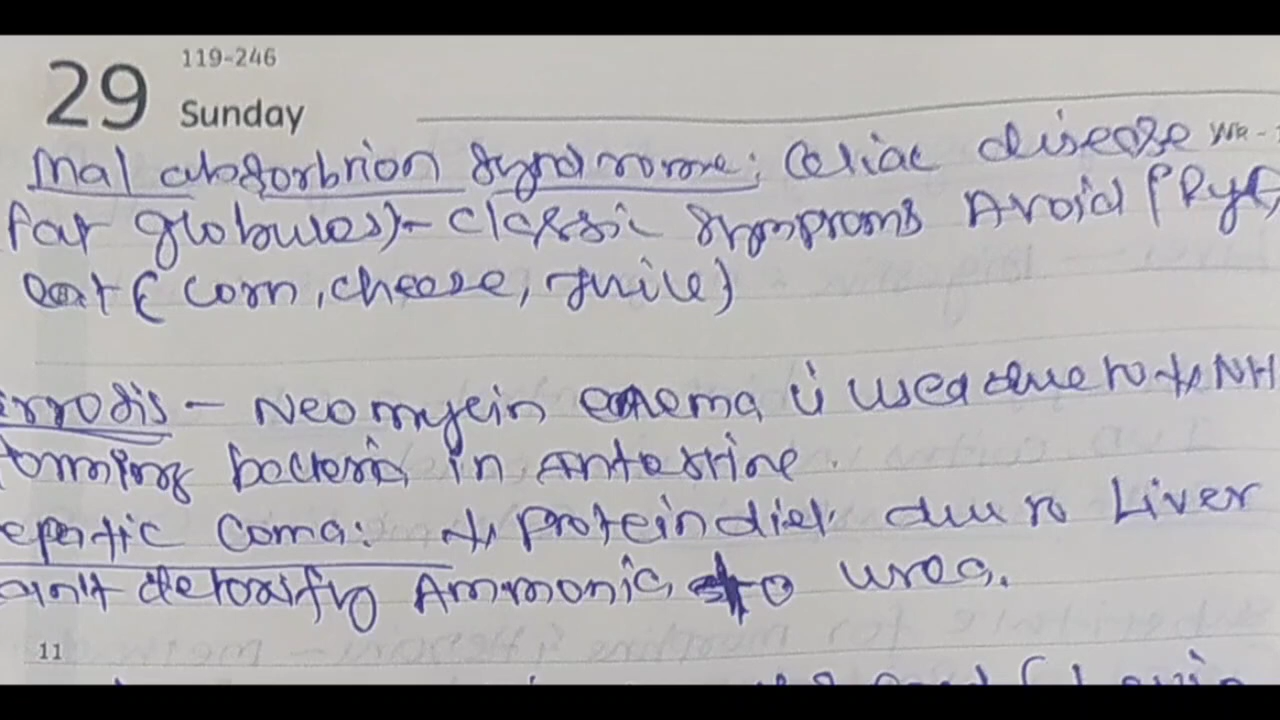 29
119-246
Sunday
Mal absorbtion Syndrome: Celiac disease
fat globules)- Classic Symptoms Avoid (Rye,
oat (corn, cheese, juice)
irrosis - Neomycin enema is used due to ↓ NH
forming bacteria in intestine.
epatic Coma: ↓ protein diet due to Liver
can't detoxify Ammonia to urea.
11